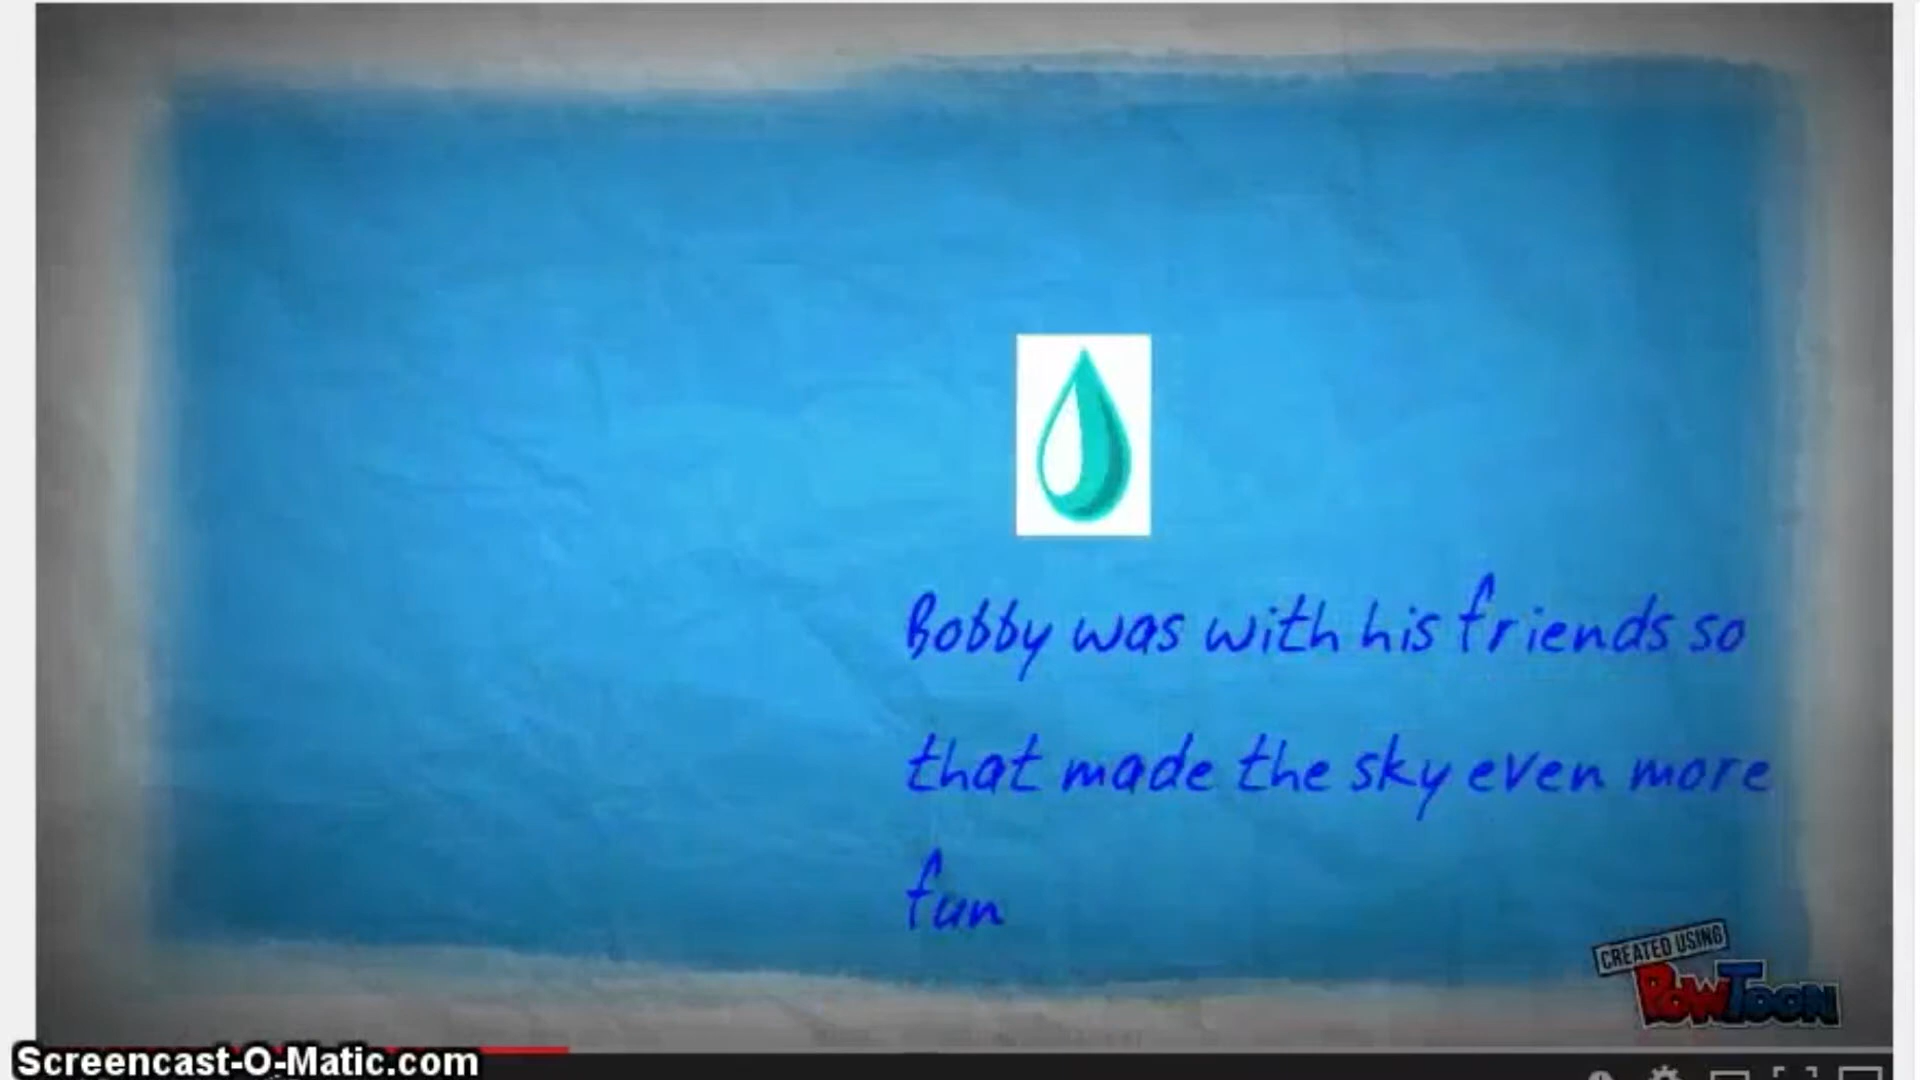 Bobby was with his friends so
that made the sky even more
fun
CREATED USING
PowToon
Screencast-O-Matic.com